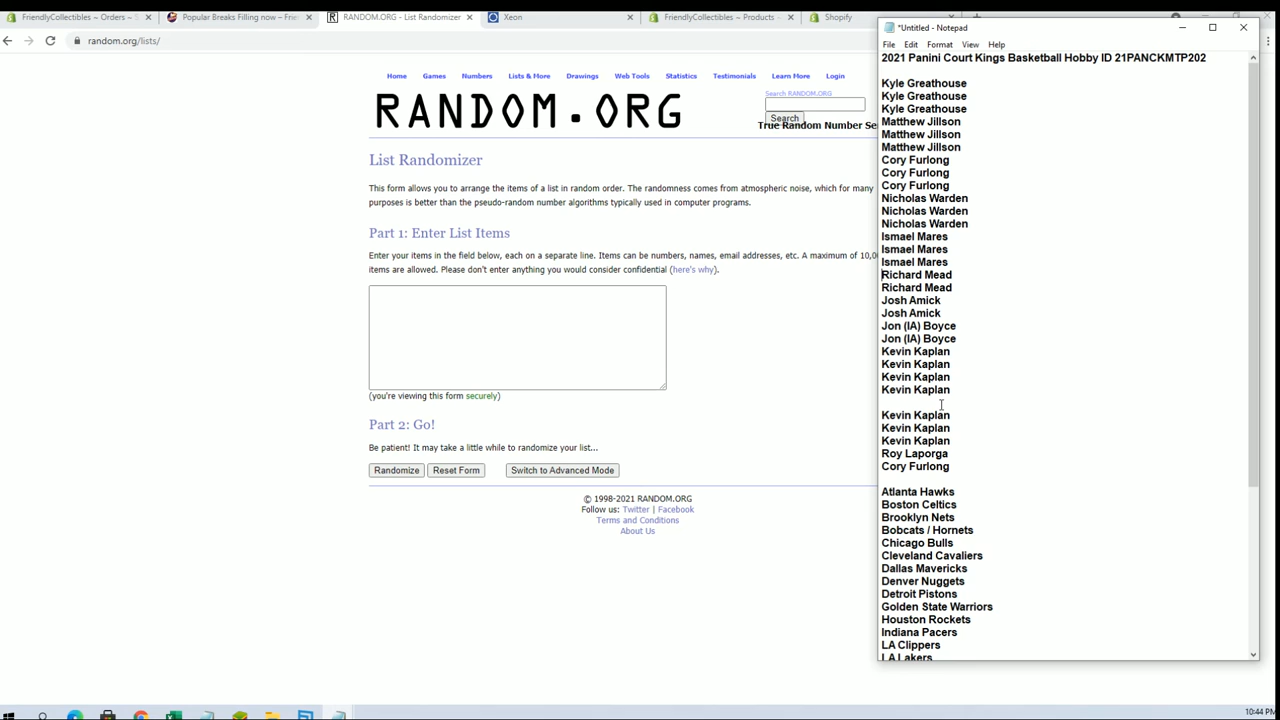 FriendlyCollectibles ~ Orders ~ S
Popular Breaks Filling now – Frie
RANDOM.ORG - List Randomizer
Xeon
FriendlyCollectibles ~ Products ~
Shopify
random.org/lists/
Home Games Numbers Lists & More Drawings Web Tools Statistics Testimonials Learn More Login
RANDOM.ORG
Search RANDOM.ORG
Search
True Random Number Se
List Randomizer
This form allows you to arrange the items of a list in random order. The randomness comes from atmospheric noise, which for many
purposes is better than the pseudo-random number algorithms typically used in computer programs.
Part 1: Enter List Items
Enter your items in the field below, each on a separate line. Items can be numbers, names, email addresses, etc. A maximum of 10,00
items are allowed. Please don't enter anything you would consider confidential (here's why).
(you're viewing this form securely)
Part 2: Go!
Be patient! It may take a little while to randomize your list...
Randomize Reset Form Switch to Advanced Mode
© 1998-2021 RANDOM.ORG
Follow us: Twitter | Facebook
Terms and Conditions
About Us
*Untitled - Notepad
File Edit Format View Help
2021 Panini Court Kings Basketball Hobby ID 21PANCKMTP202
Kyle Greathouse
Kyle Greathouse
Kyle Greathouse
Matthew Jillson
Matthew Jillson
Matthew Jillson
Cory Furlong
Cory Furlong
Cory Furlong
Nicholas Warden
Nicholas Warden
Nicholas Warden
Ismael Mares
Ismael Mares
Ismael Mares
Richard Mead
Richard Mead
Josh Amick
Josh Amick
Jon (IA) Boyce
Jon (IA) Boyce
Kevin Kaplan
Kevin Kaplan
Kevin Kaplan
Kevin Kaplan
Kevin Kaplan
Kevin Kaplan
Kevin Kaplan
Roy Laporga
Cory Furlong
Atlanta Hawks
Boston Celtics
Brooklyn Nets
Bobcats / Hornets
Chicago Bulls
Cleveland Cavaliers
Dallas Mavericks
Denver Nuggets
Detroit Pistons
Golden State Warriors
Houston Rockets
Indiana Pacers
LA Clippers
LA Lakers
10:44 PM